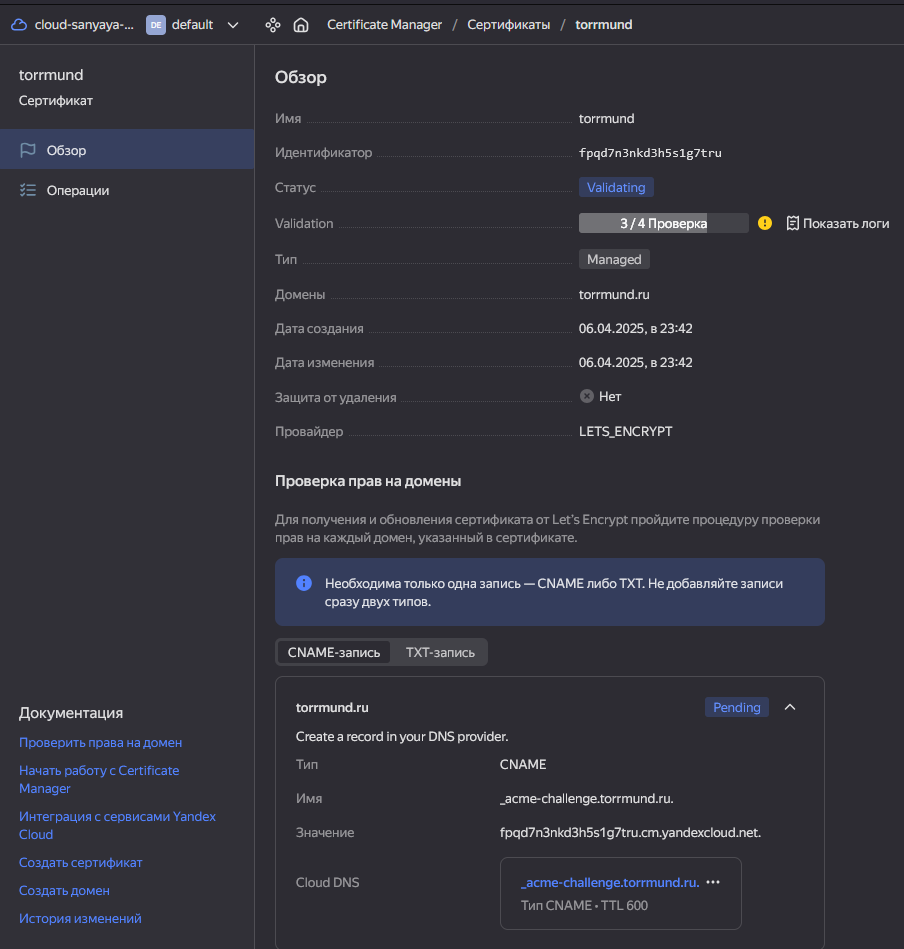 cloud-sanyaya-... DE default Certificate Manager / Сертификаты / torrmund
torrmund
Сертификат
Обзор
Операции
Документация
Проверить права на домен
Начать работу с Certificate
Manager
Интеграция с сервисами Yandex
Cloud
Создать сертификат
Создать домен
История изменений
Обзор
Имя torrmund
Идентификатор fpqd7n3nkd3h5s1g7tru
Статус Validating
Validation 3 / 4 Проверка Показать логи
Тип Managed
Домены torrmund.ru
Дата создания 06.04.2025, в 23:42
Дата изменения 06.04.2025, в 23:42
Защита от удаления Нет
Провайдер LETS_ENCRYPT
Проверка прав на домены
Для получения и обновления сертификата от Let's Encrypt пройдите процедуру проверки
прав на каждый домен, указанный в сертификате.
Необходима только одна запись — CNAME либо TXT. Не добавляйте записи
сразу двух типов.
CNAME-запись TXT-запись
torrmund.ru Pending
Create a record in your DNS provider.
Тип CNAME
Имя _acme-challenge.torrmund.ru.
Значение fpqd7n3nkd3h5s1g7tru.cm.yandexcloud.net.
Cloud DNS _acme-challenge.torrmund.ru. •••
Тип CNAME • TTL 600